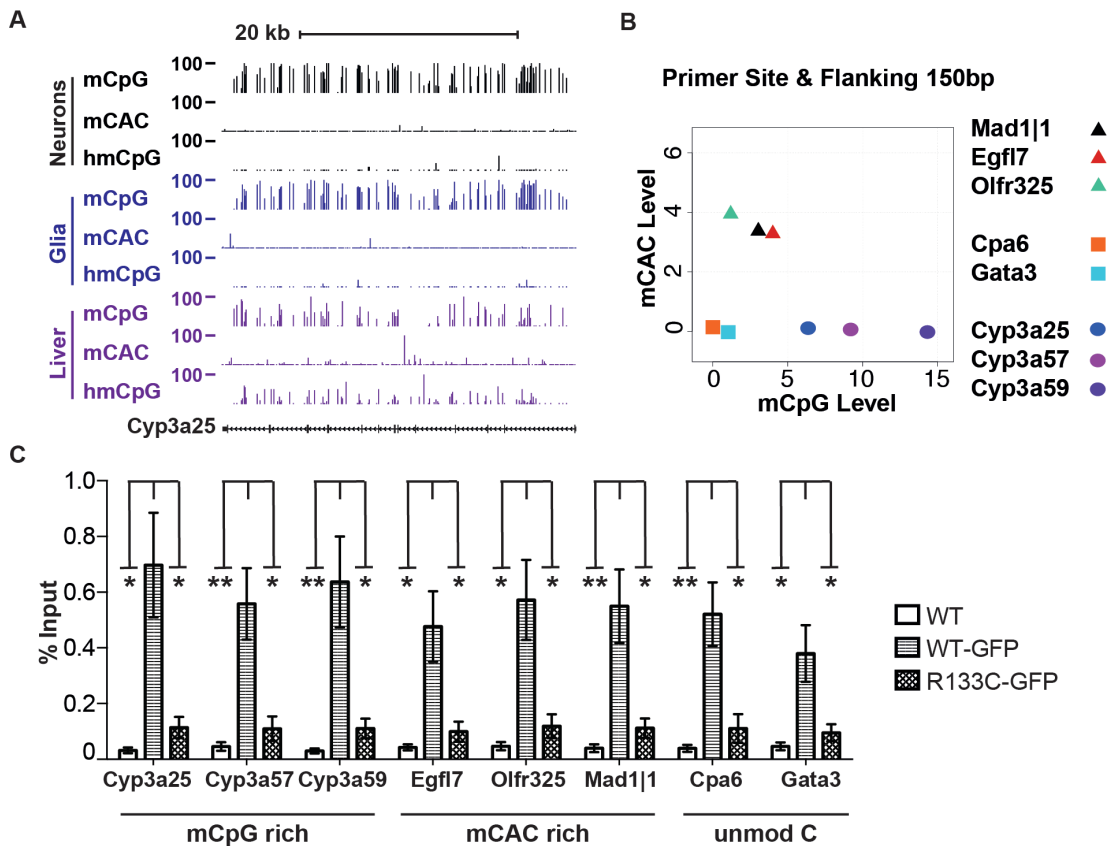 A
20 kb
Neurons
mCpG
100
mCAC
100
hmCpG
100
Glia
mCpG
100
mCAC
100
hmCpG
100
Liver
mCpG
100
mCAC
100
hmCpG
100
Cyp3a25
B
Primer Site & Flanking 150bp
mCAC Level
6
4
2
0
0 5 10 15
mCpG Level
Mad1|1
Egfl7
Olfr325
Cpa6
Gata3
Cyp3a25
Cyp3a57
Cyp3a59
C
% Input
1.0
0.8
0.6
0.4
0.2
0
* * ** * ** * * * * * ** * ** * * *
WT
WT-GFP
R133C-GFP
Cyp3a25 Cyp3a57 Cyp3a59 Egfl7 Olfr325 Mad1|1 Cpa6 Gata3
mCpG rich mCAC rich unmod C